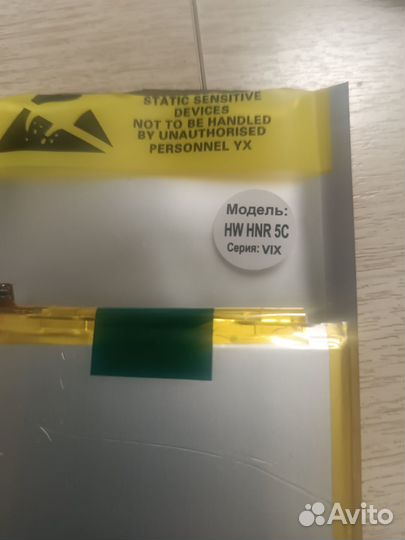 STATIC SENSITIVE
DEVICES
NOT TO BE HANDLED
BY UNAUTHORISED
PERSONNEL YX
Модель:
HW HNR 5C
Серия: VIX
Avito